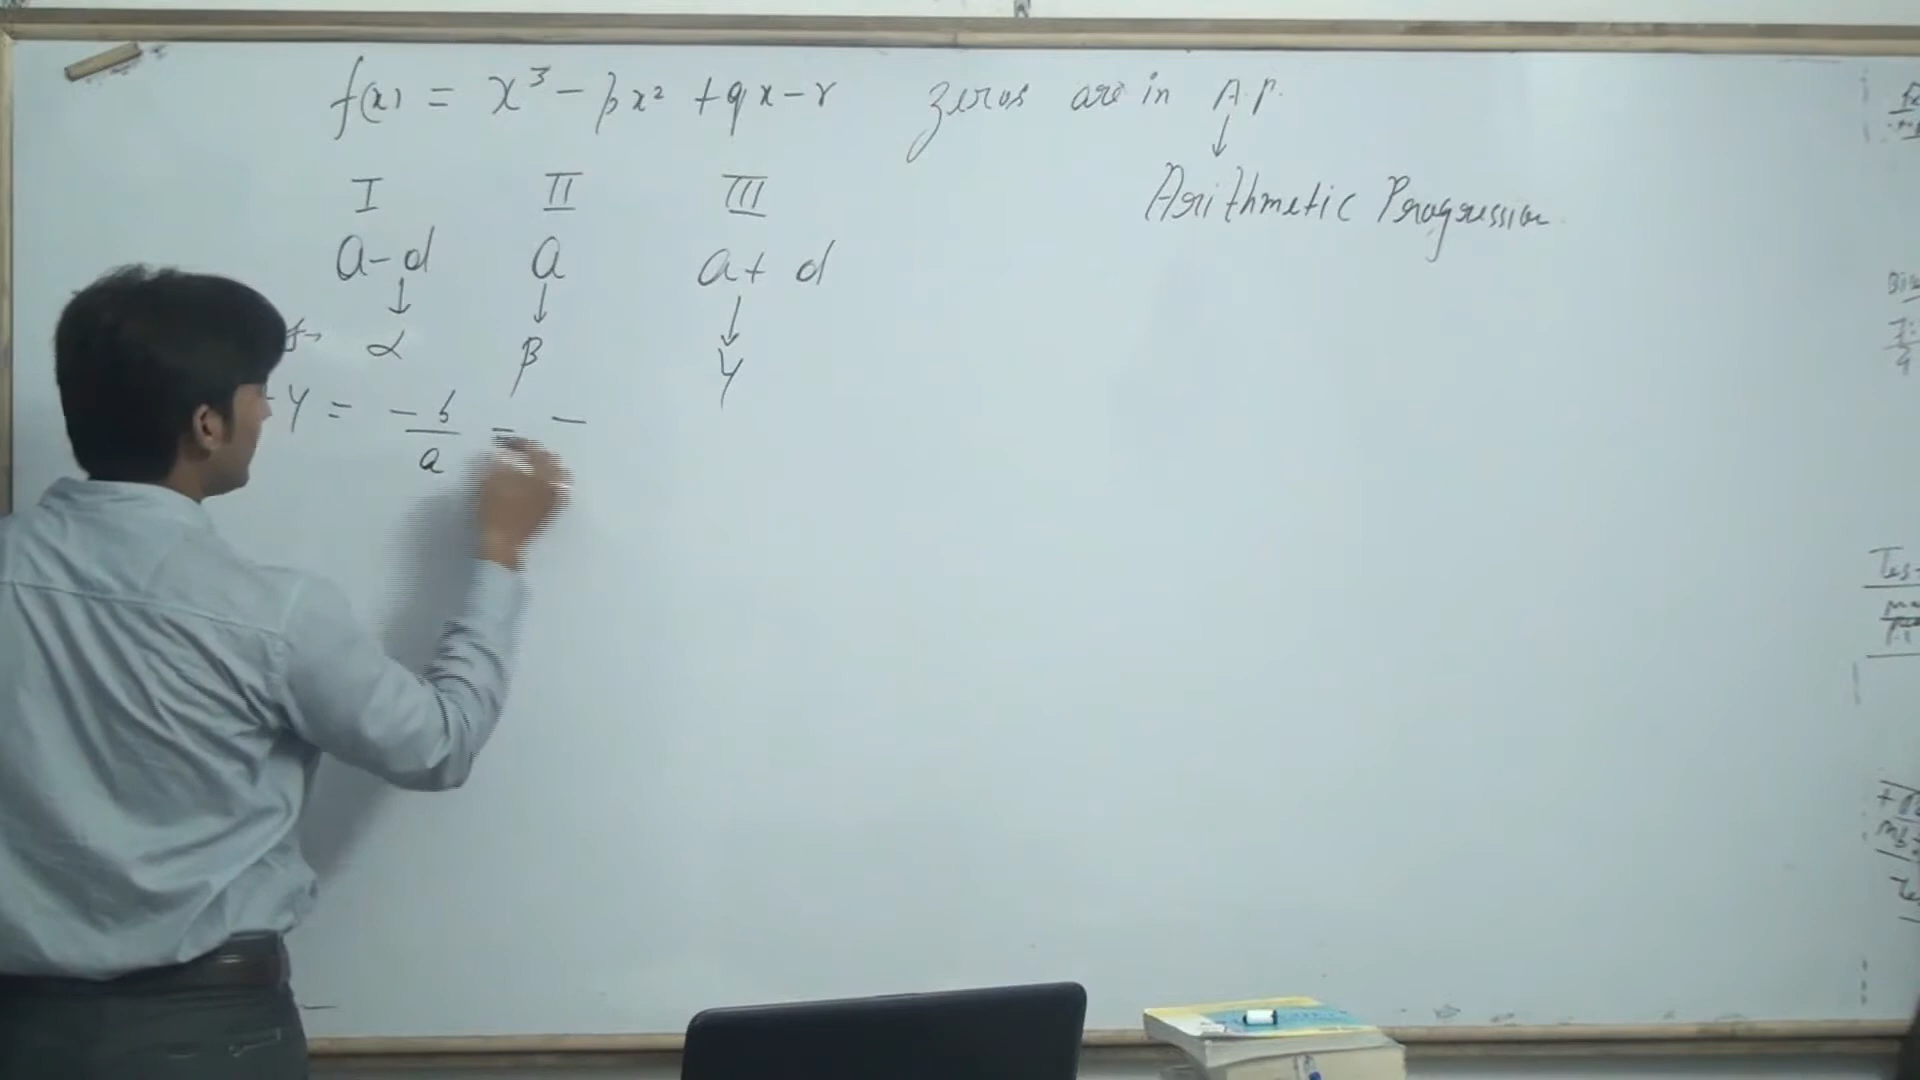 f(x) = x³ - px² + qx - r zeros are in A.P.
↓
Arithmetic Progression
I II III
a - d a a + d
↓ ↓ ↓
α β γ
γ = -b/a = -